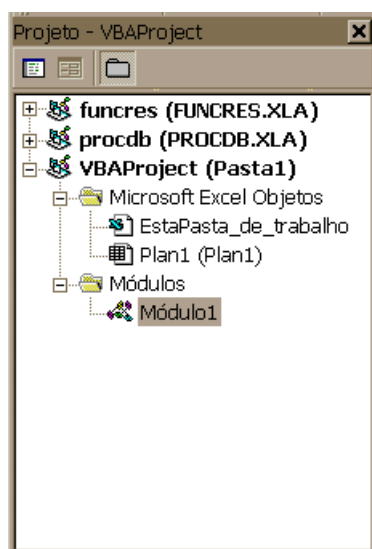 Projeto - VBAProject
funcres (FUNCRES.XLA)
procdb (PROCDB.XLA)
VBAProject (Pasta1)
Microsoft Excel Objetos
EstaPasta_de_trabalho
Plan1 (Plan1)
Módulos
Módulo1